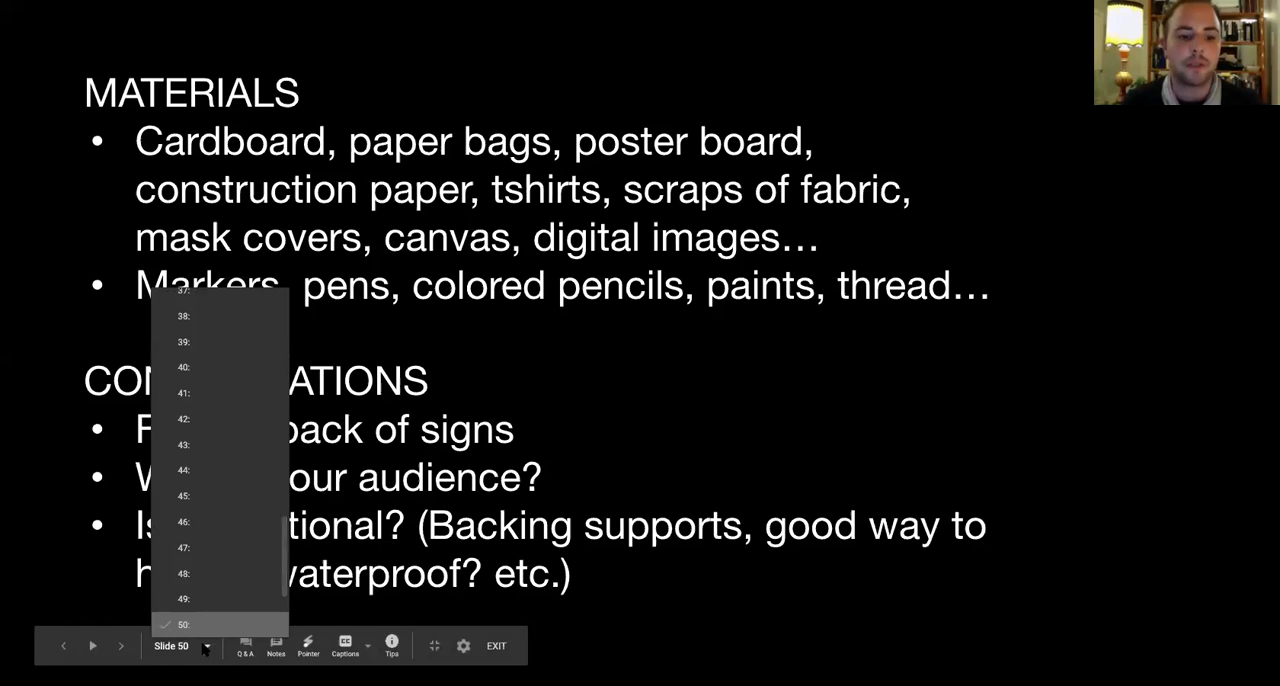 MATERIALS
• Cardboard, paper bags, poster board,
construction paper, tshirts, scraps of fabric,
mask covers, canvas, digital images…
• Markers, pens, colored pencils, paints, thread…
CON ATIONS
• F back of signs
• W our audience?
• Is tional? (Backing supports, good way to
h waterproof? etc.)
37:
38:
39:
40:
41:
42:
43:
44:
45:
46:
47:
48:
49:
50:
Slide 50 Q & A Notes Pointer Captions Tips EXIT